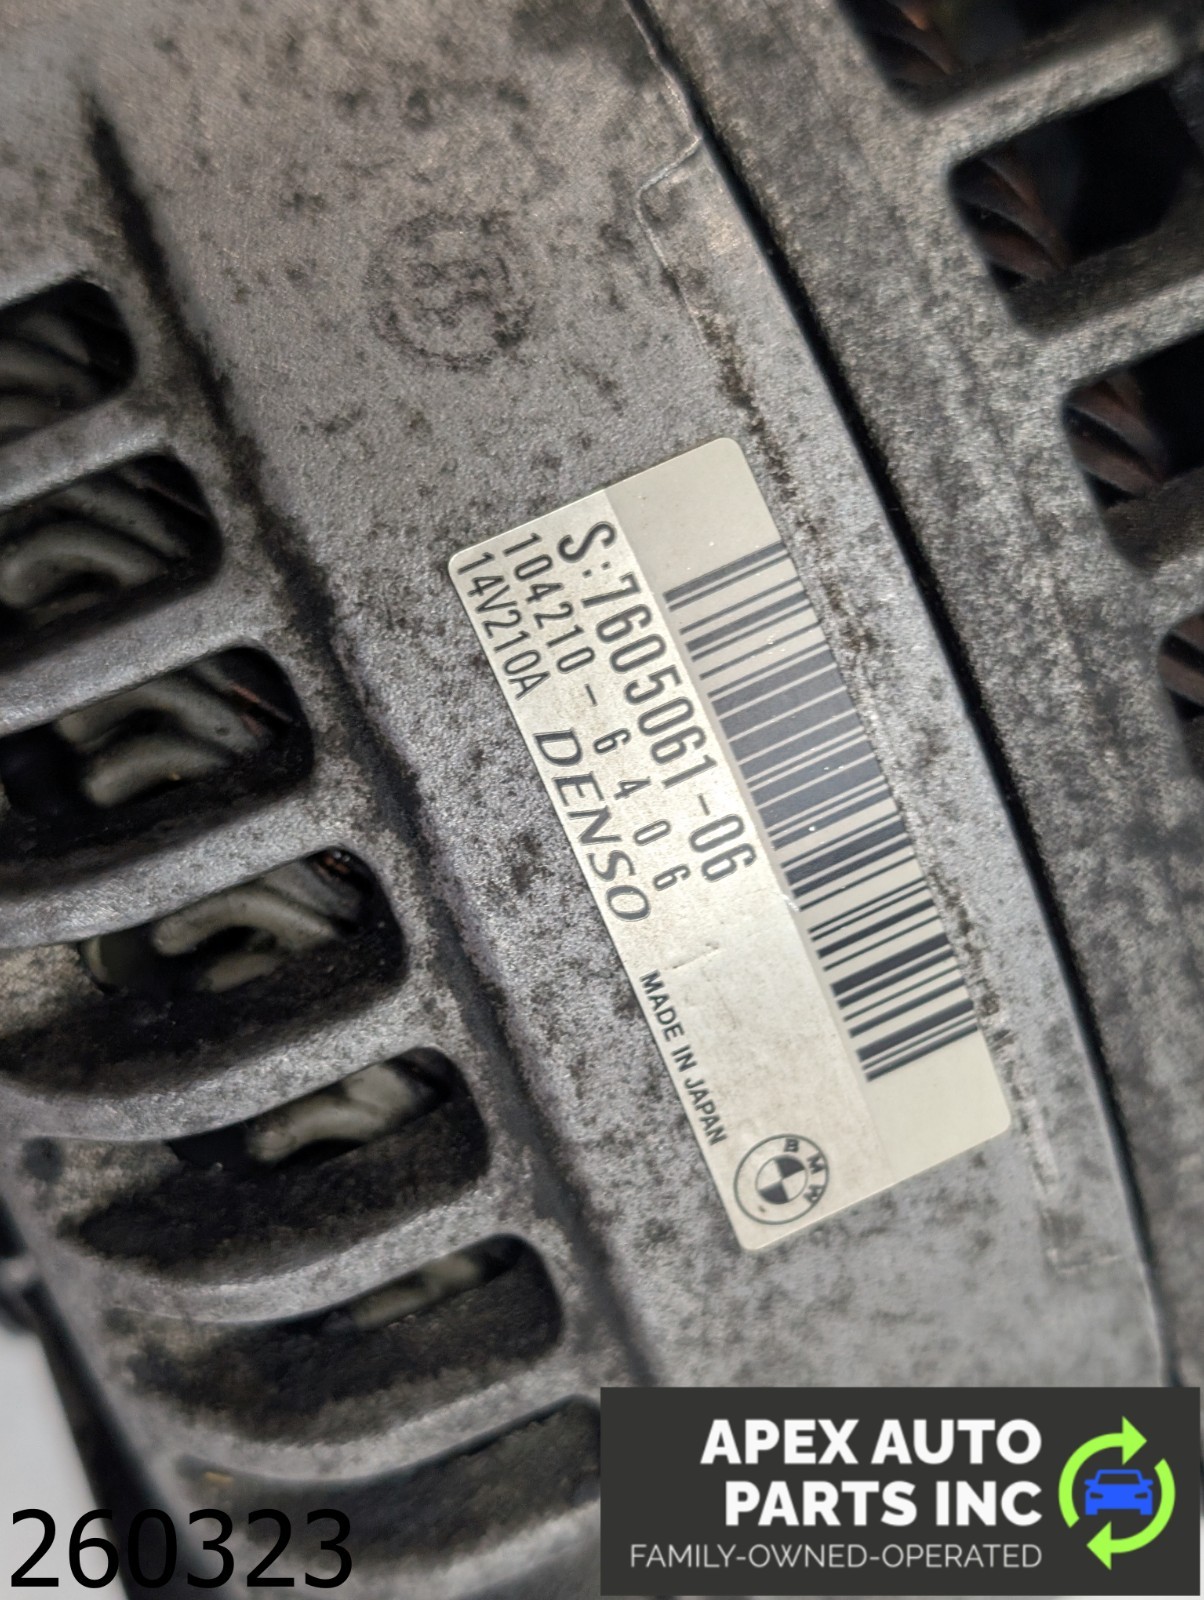 S:7605061-06
104210-6406
14V210A DENSO
MADE IN JAPAN
BMW
260323
APEX AUTO
PARTS INC
FAMILY-OWNED-OPERATED